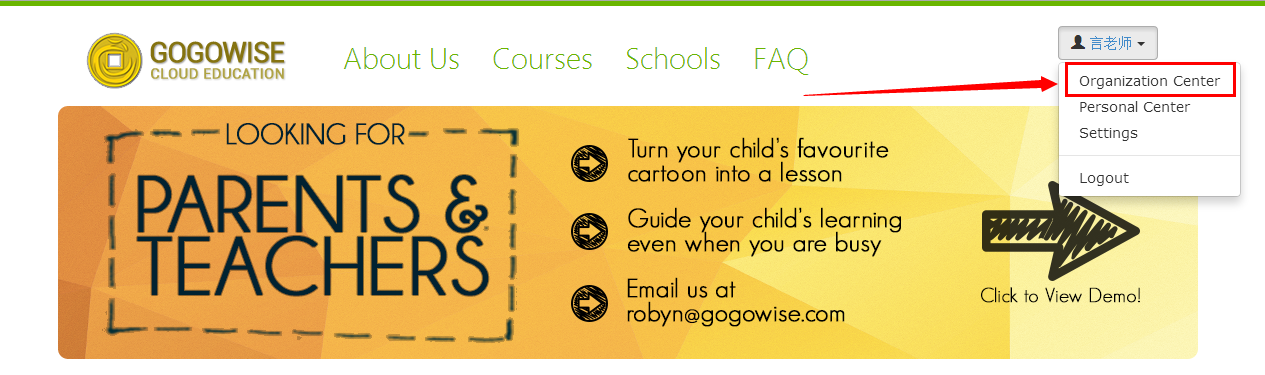 GOGOWISE
CLOUD EDUCATION
About Us
Courses
Schools
FAQ
言老师
Organization Center
Personal Center
Settings
Logout
LOOKING FOR
PARENTS &
TEACHERS
Turn your child's favourite
cartoon into a lesson
Guide your child's learning
even when you are busy
Email us at
robyn@gogowise.com
Click to View Demo!